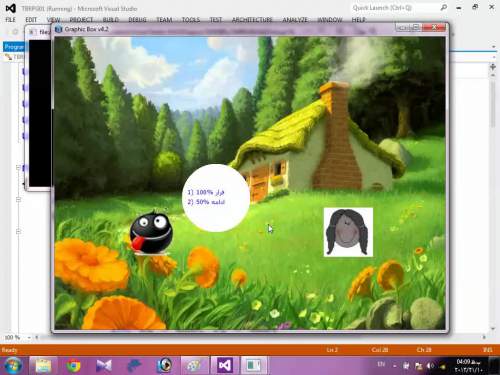 TBRPG01 (Running) - Microsoft Visual Studio
Quick Launch (Ctrl+Q)
FILE EDIT VIEW PROJECT BUILD DEBUG TEAM TOOLS TEST ARCHITECTURE ANALYZE WINDOW HELP
Graphic Box v4.2
1) 100% فرار
2) 50% ادامه
100 %
Ready Ln 2 Col 28 Ch 28 INS
EN
04:09